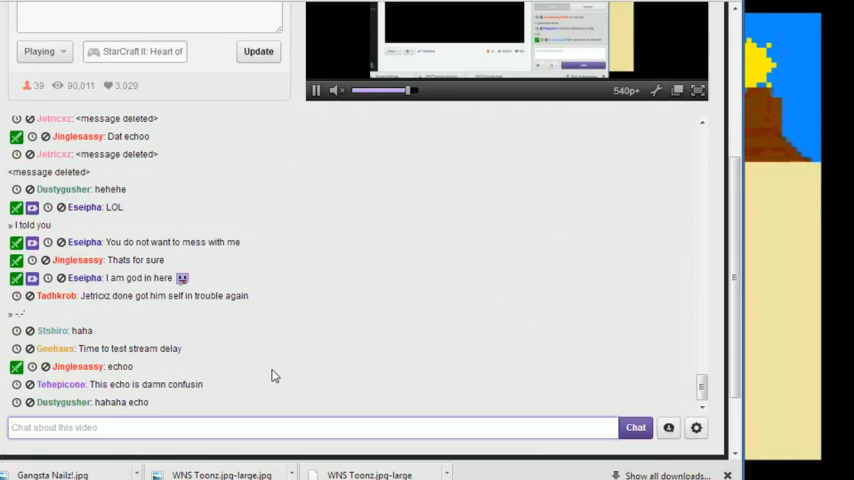 Playing
StarCraft II: Heart of
Update
39
90,011
3,029
540p+
Jetricxz: <message deleted>
Jinglesassy: Dat echoo
Jetricxz: <message deleted>
<message deleted>
Dustygusher: hehehe
Eseipha: LOL
» I told you
Eseipha: You do not want to mess with me
Jinglesassy: Thats for sure
Eseipha: I am god in here
Tadhkrob: Jetricxz done got him self in trouble again
» -.-'
Stshiro: haha
Geehaus: Time to test stream delay
Jinglesassy: echoo
Tehepicone: This echo is damn confusin
Dustygusher: hahaha echo
Chat about this video
Chat
Gangsta Nailz!.jpg
WNS Toonz.jpg-large.jpg
WNS Toonz.jpg-large
Show all downloads...